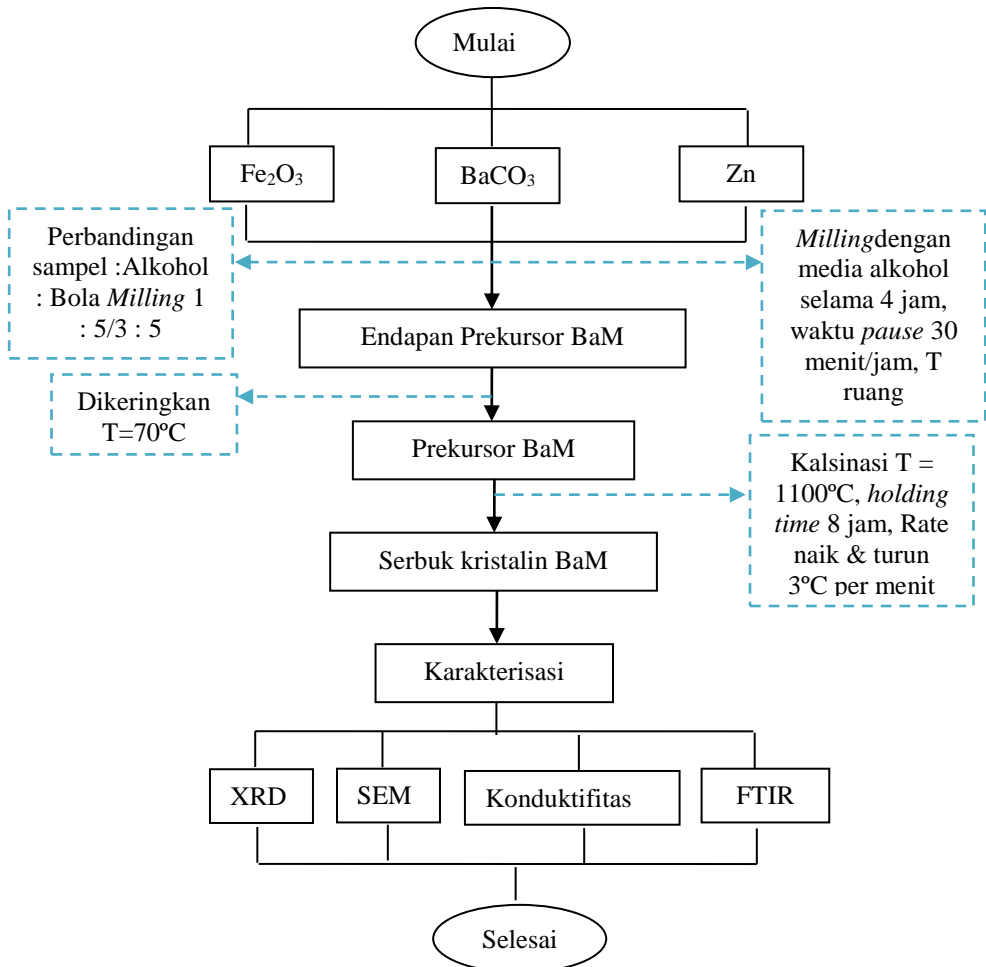 Mulai
Fe₂O₃
BaCO₃
Zn
Perbandingan
sampel :Alkohol
: Bola Milling 1
: 5/3 : 5
Millingdengan
media alkohol
selama 4 jam,
waktu pause 30
menit/jam, T
ruang
Endapan Prekursor BaM
Dikeringkan
T=70ºC
Prekursor BaM
Kalsinasi T =
1100ºC, holding
time 8 jam, Rate
naik & turun
3ºC per menit
Serbuk kristalin BaM
Karakterisasi
XRD
SEM
Konduktifitas
FTIR
Selesai